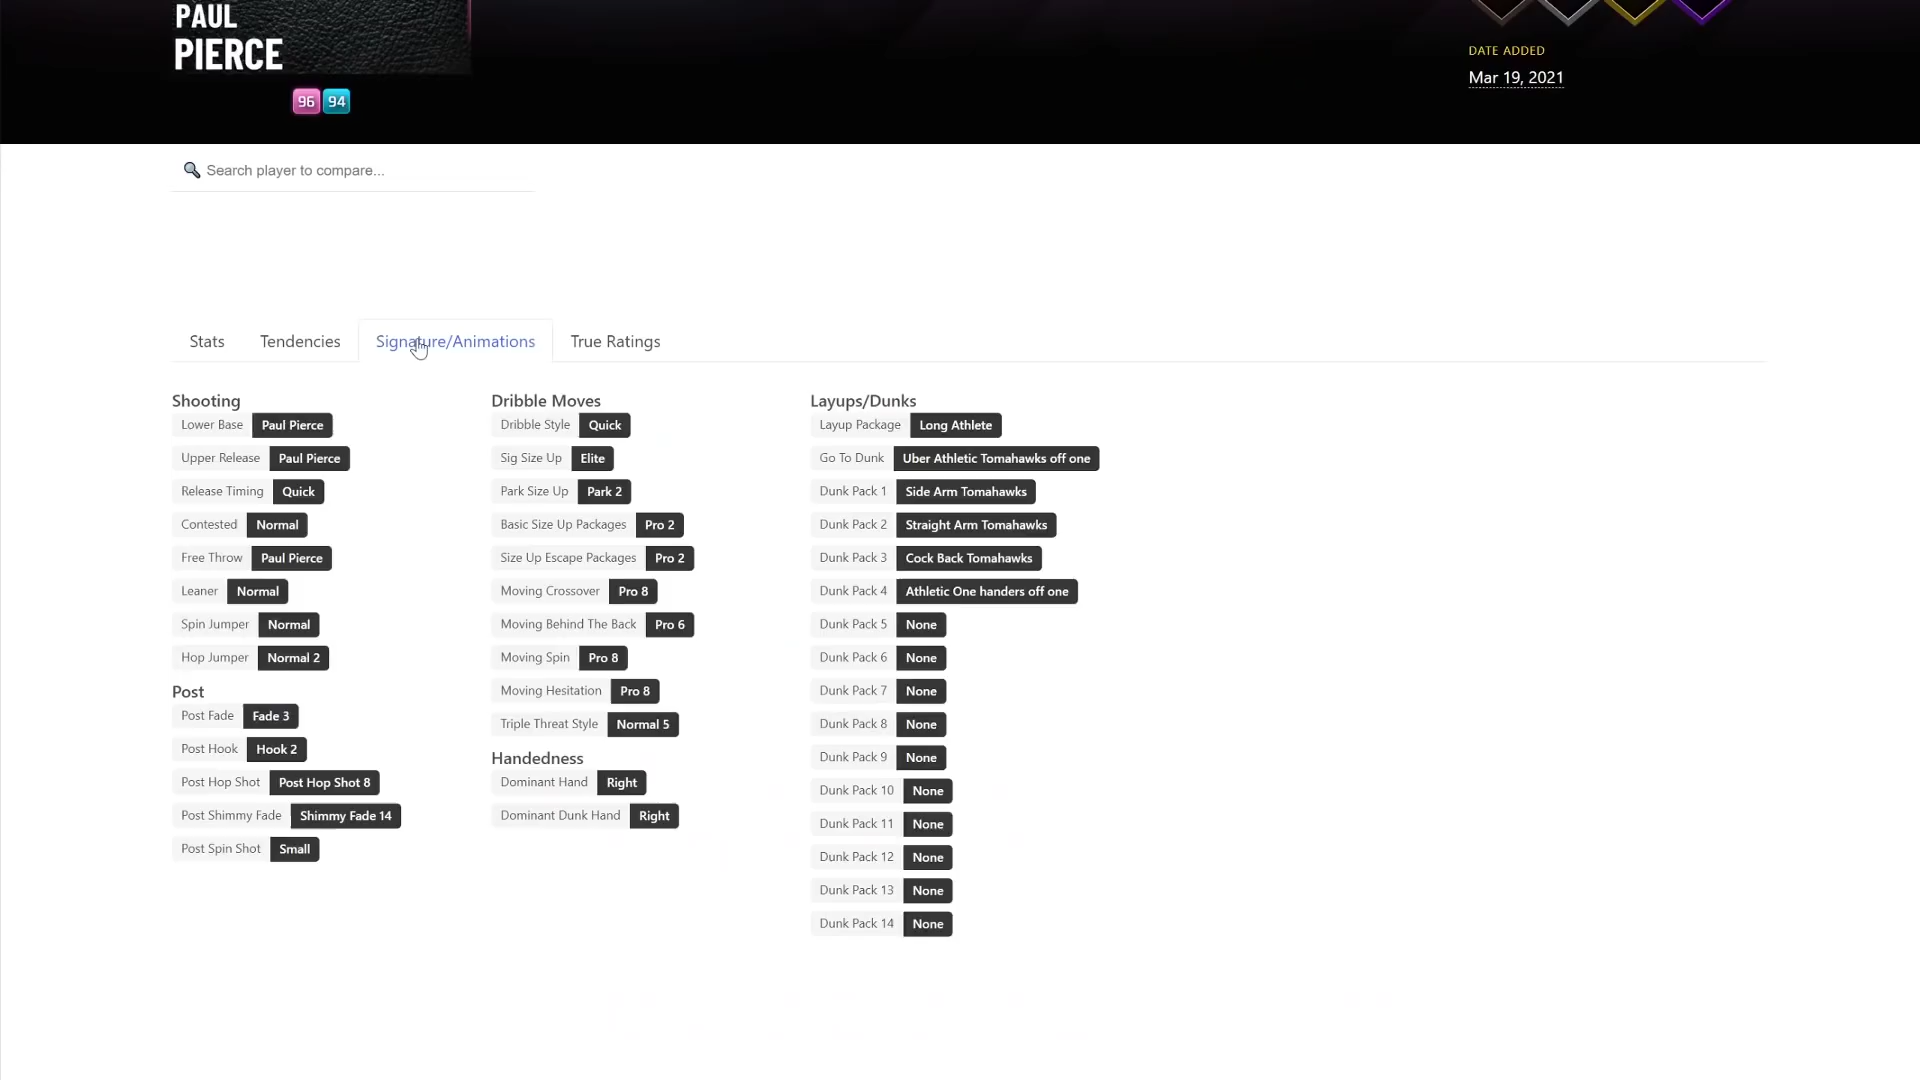 PAUL
PIERCE
96 94
DATE ADDED
Mar 19, 2021
Search player to compare...
Stats Tendencies Signature/Animations True Ratings
Shooting
Lower Base Paul Pierce
Upper Release Paul Pierce
Release Timing Quick
Contested Normal
Free Throw Paul Pierce
Leaner Normal
Spin Jumper Normal
Hop Jumper Normal 2
Post
Post Fade Fade 3
Post Hook Hook 2
Post Hop Shot Post Hop Shot 8
Post Shimmy Fade Shimmy Fade 14
Post Spin Shot Small
Dribble Moves
Dribble Style Quick
Sig Size Up Elite
Park Size Up Park 2
Basic Size Up Packages Pro 2
Size Up Escape Packages Pro 2
Moving Crossover Pro 8
Moving Behind The Back Pro 6
Moving Spin Pro 8
Moving Hesitation Pro 8
Triple Threat Style Normal 5
Handedness
Dominant Hand Right
Dominant Dunk Hand Right
Layups/Dunks
Layup Package Long Athlete
Go To Dunk Uber Athletic Tomahawks off one
Dunk Pack 1 Side Arm Tomahawks
Dunk Pack 2 Straight Arm Tomahawks
Dunk Pack 3 Cock Back Tomahawks
Dunk Pack 4 Athletic One handers off one
Dunk Pack 5 None
Dunk Pack 6 None
Dunk Pack 7 None
Dunk Pack 8 None
Dunk Pack 9 None
Dunk Pack 10 None
Dunk Pack 11 None
Dunk Pack 12 None
Dunk Pack 13 None
Dunk Pack 14 None